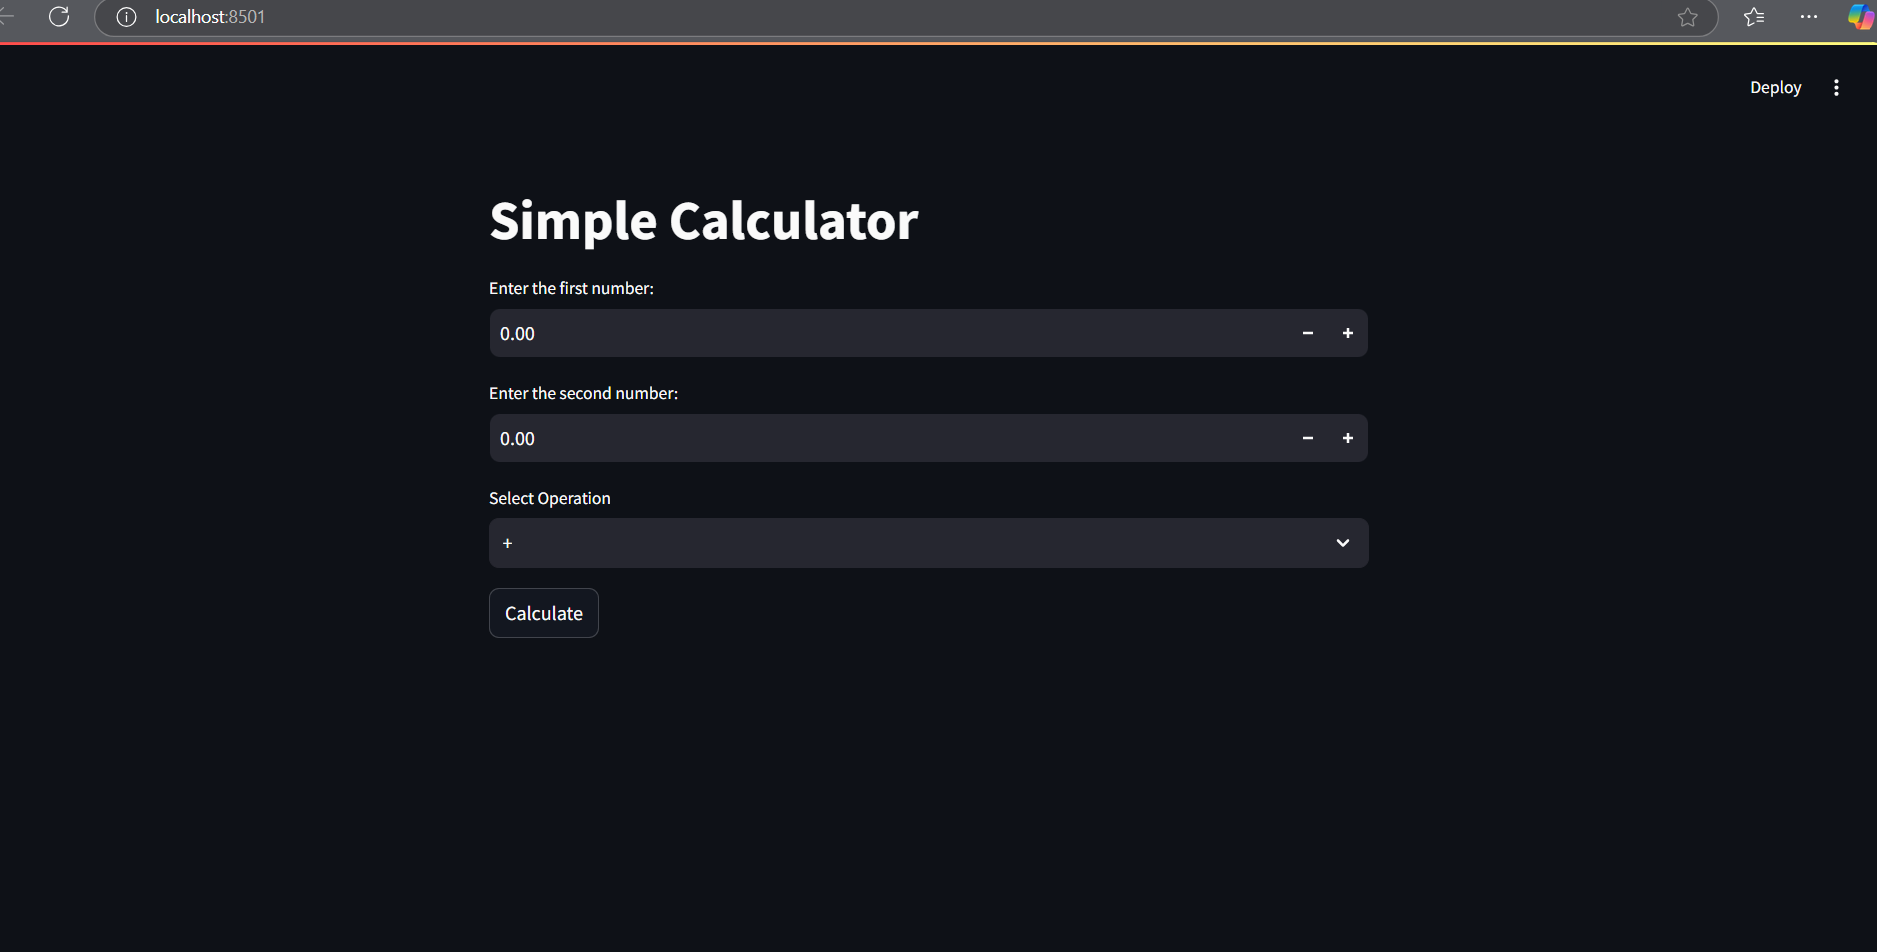 localhost:8501
Deploy
Simple Calculator
Enter the first number:
0.00 − +
Enter the second number:
0.00 − +
Select Operation
+
Calculate